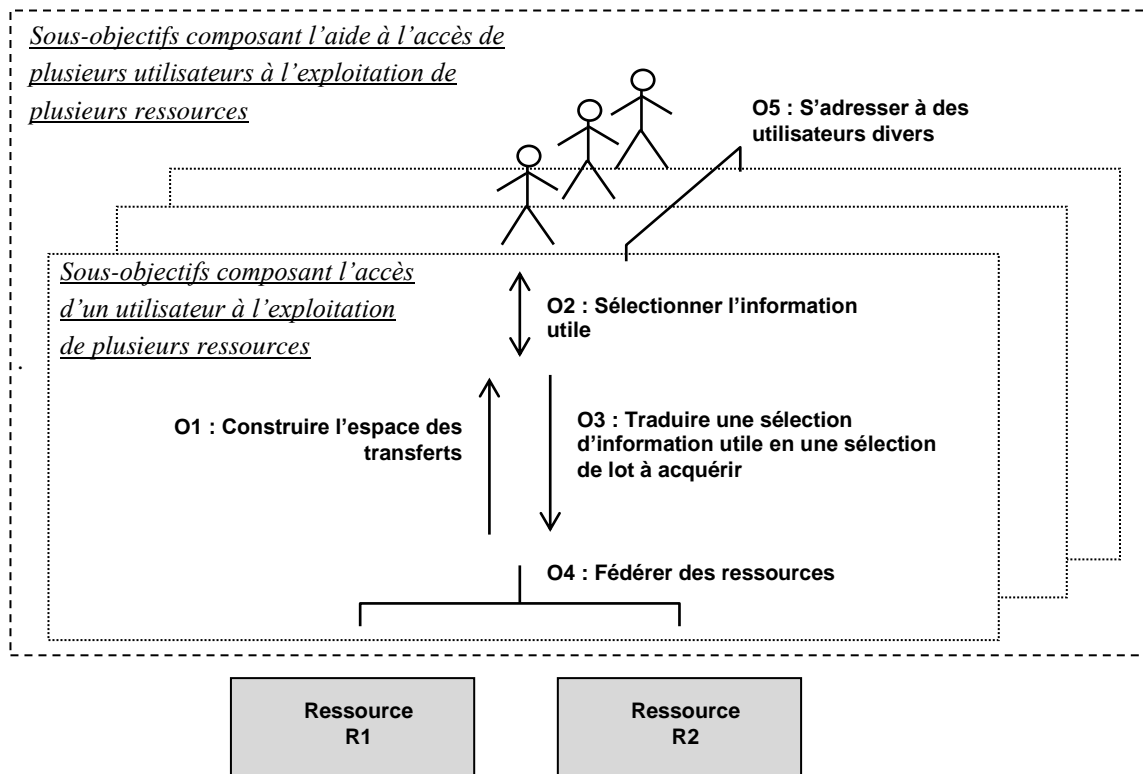 Sous-objectifs composant l’aide à l’accès de
plusieurs utilisateurs à l’exploitation de
plusieurs ressources
O5 : S’adresser à des
utilisateurs divers
Sous-objectifs composant l’accès
d’un utilisateur à l’exploitation
de plusieurs ressources
.
O2 : Sélectionner l’information
utile
O1 : Construire l’espace des
transferts
O3 : Traduire une sélection
d’information utile en une sélection
de lot à acquérir
O4 : Fédérer des ressources
Ressource
R1
Ressource
R2